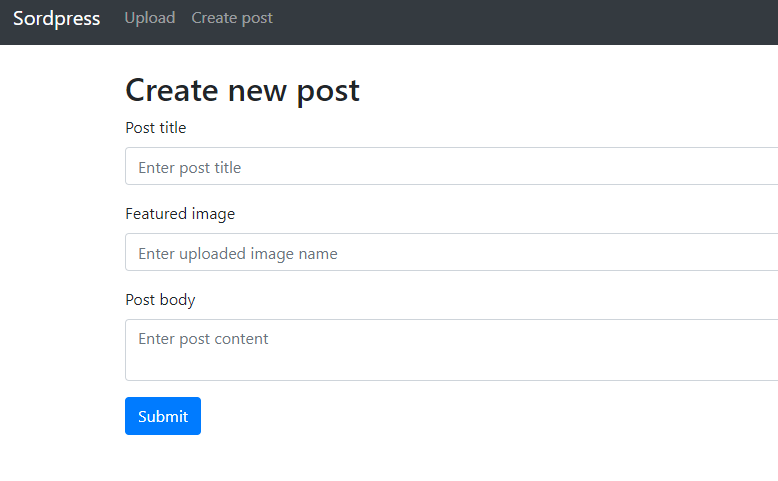 Sordpress Upload Create post
Create new post
Post title
Enter post title
Featured image
Enter uploaded image name
Post body
Enter post content
Submit